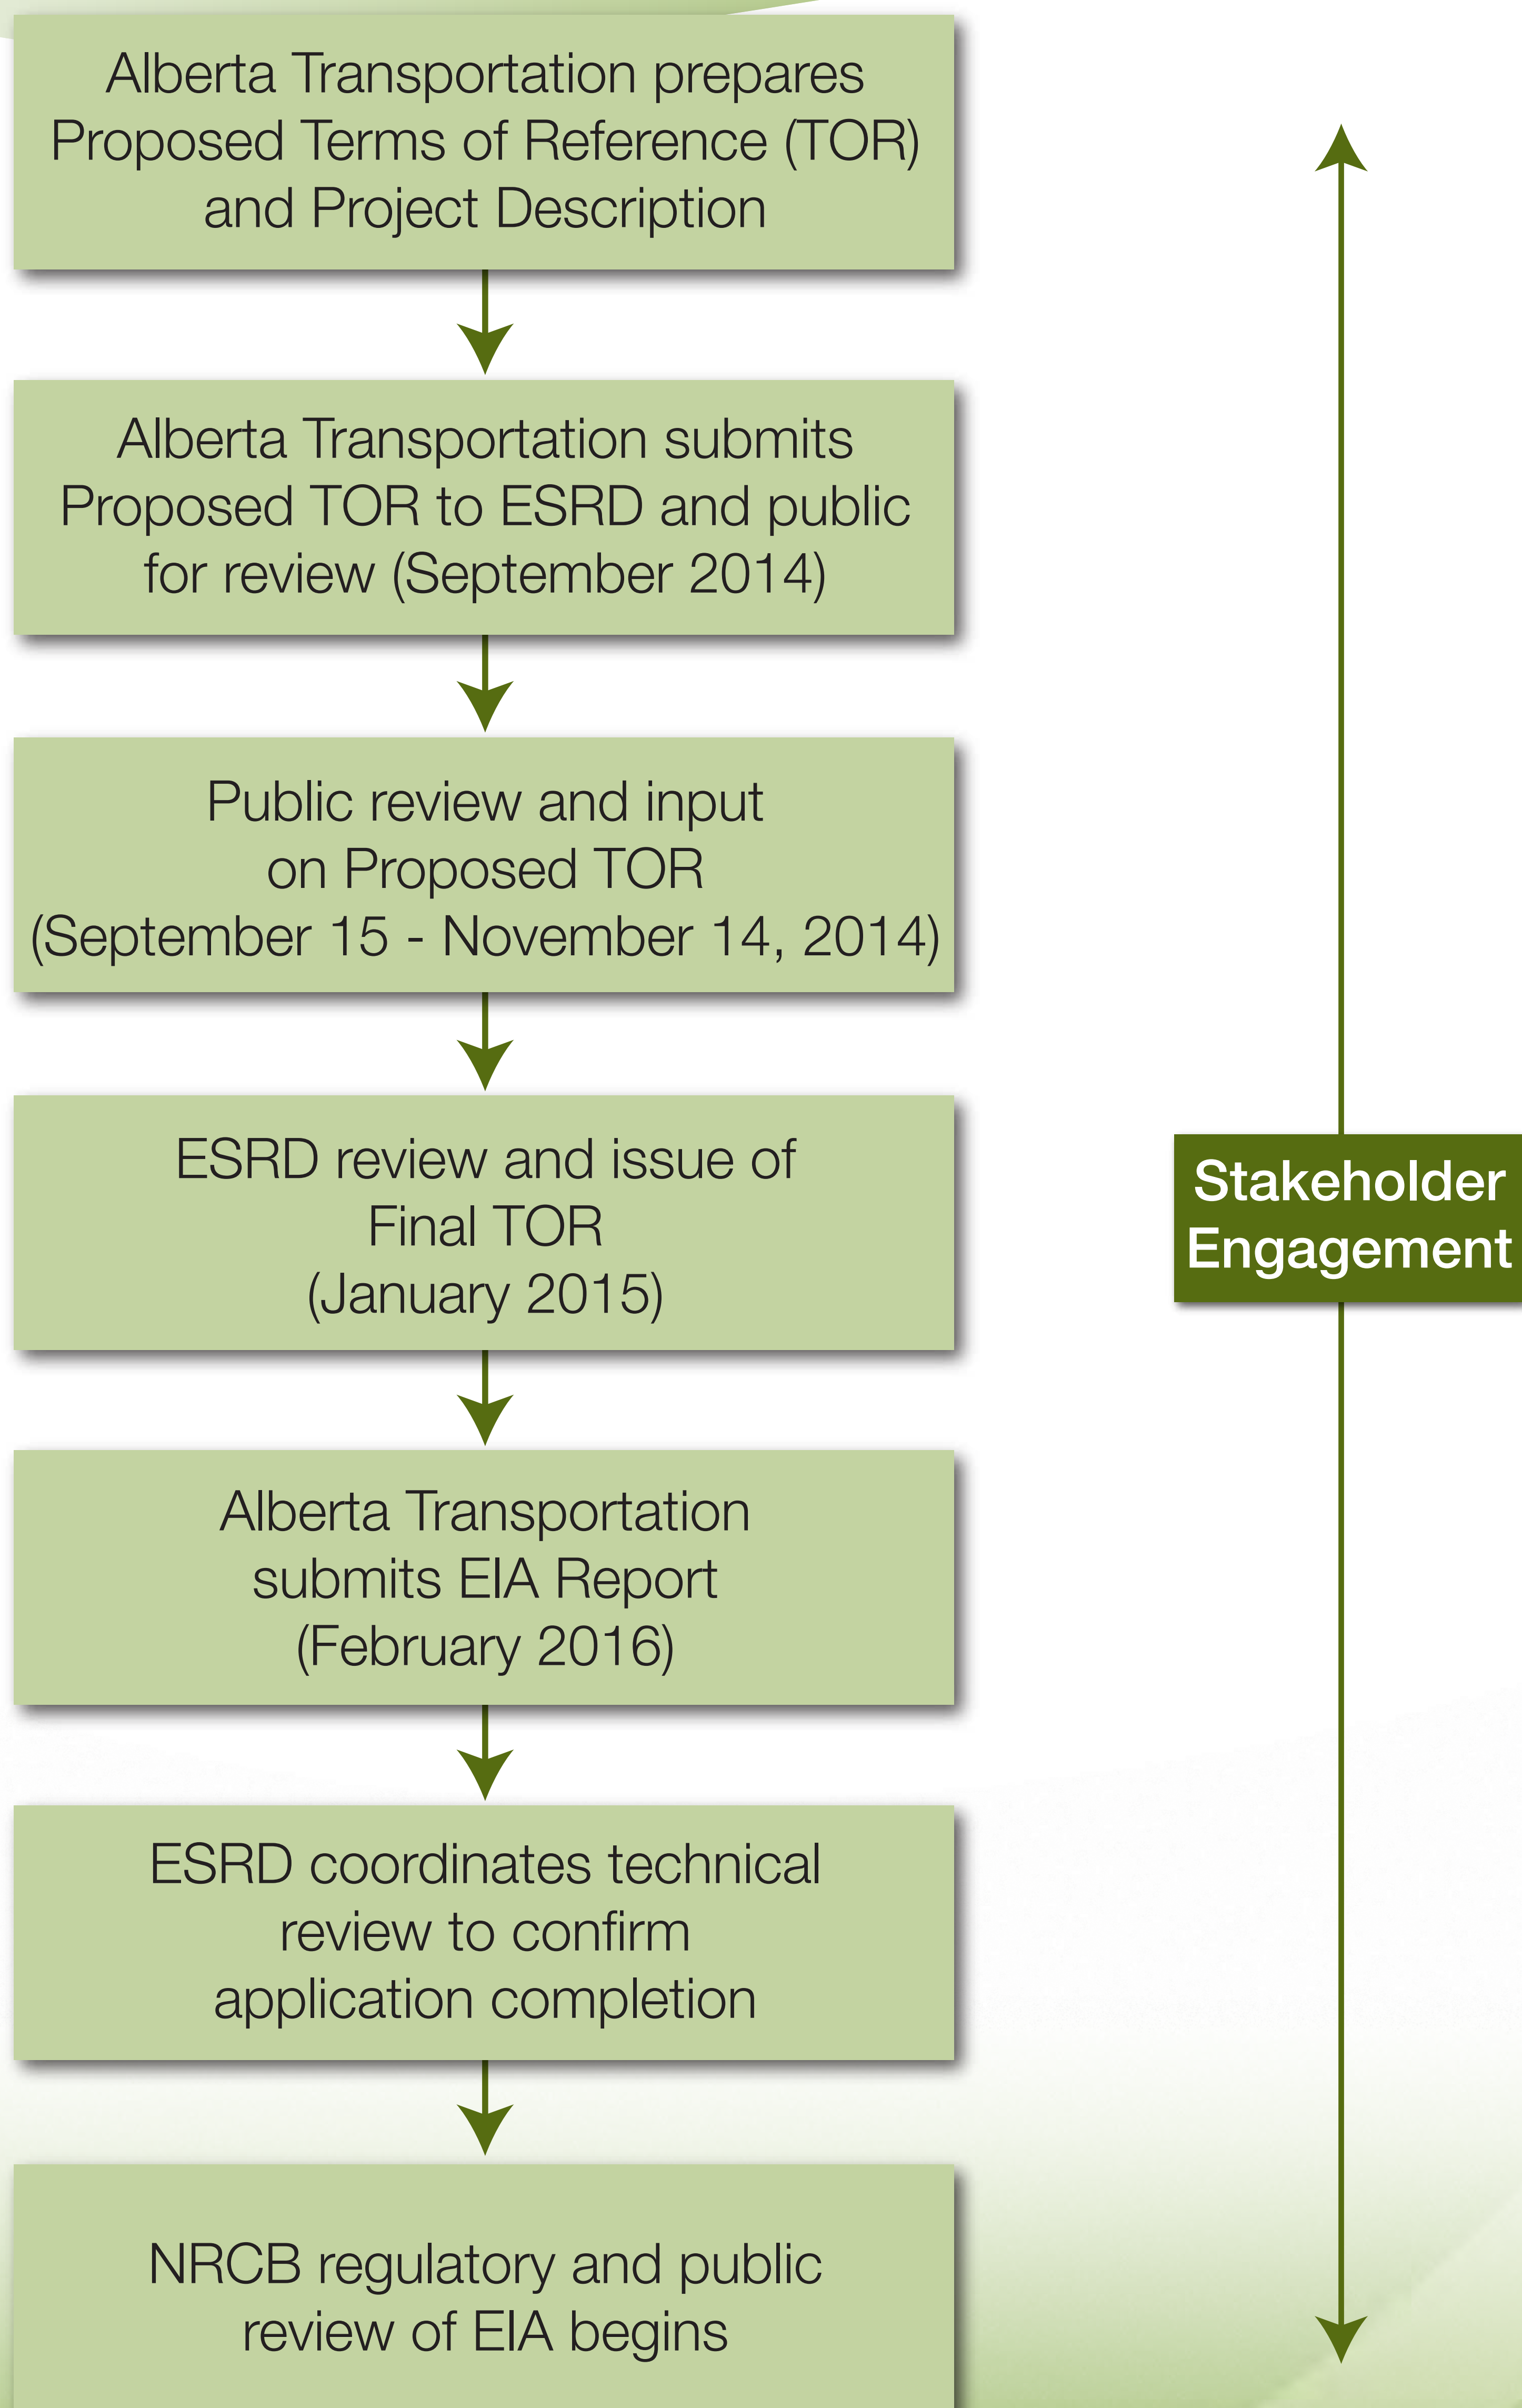 Alberta Transportation prepares
Proposed Terms of Reference (TOR)
and Project Description
Alberta Transportation submits
Proposed TOR to ESRD and public
for review (September 2014)
Public review and input
on Proposed TOR
(September 15 - November 14, 2014)
ESRD review and issue of
Final TOR
(January 2015)
Alberta Transportation
submits EIA Report
(February 2016)
ESRD coordinates technical
review to confirm
application completion
NRCB regulatory and public
review of EIA begins
Stakeholder
Engagement